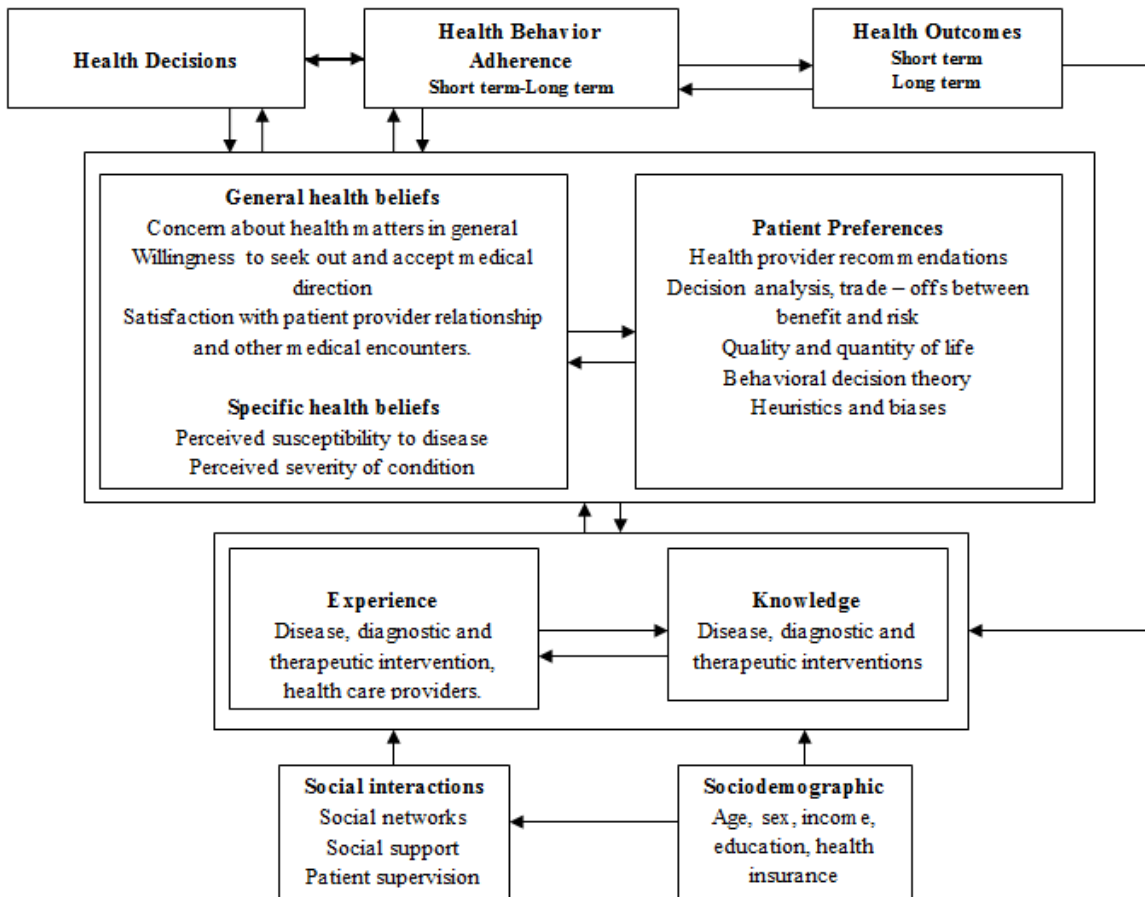 Health Decisions
Health Behavior
Adherence
Short term-Long term
Health Outcomes
Short term
Long term
General health beliefs
Concern about health matters in general
Willingness to seek out and accept medical
direction
Satisfaction with patient provider relationship
and other medical encounters.
Specific health beliefs
Perceived susceptibility to disease
Perceived severity of condition
Patient Preferences
Health provider recommendations
Decision analysis, trade – offs between
benefit and risk
Quality and quantity of life
Behavioral decision theory
Heuristics and biases
Experience
Disease, diagnostic and
therapeutic intervention,
health care providers.
Knowledge
Disease, diagnostic and
therapeutic interventions
Social interactions
Social networks
Social support
Patient supervision
Sociodemographic
Age, sex, income,
education, health
insurance